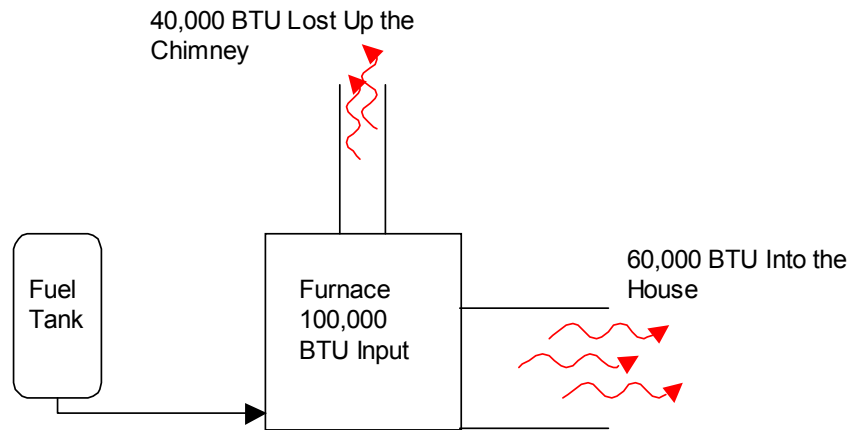 40,000 BTU Lost Up the
Chimney
Fuel
Tank
Furnace
100,000
BTU Input
60,000 BTU Into the
House